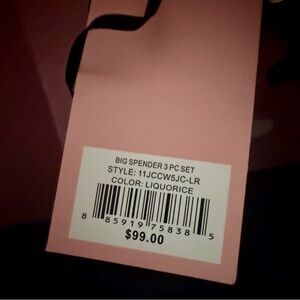 BIG SPENDER 3 PC SET
STYLE: 11JCCW5JC-LR
COLOR: LIQUORICE
8 85919 75838 5
$99.00